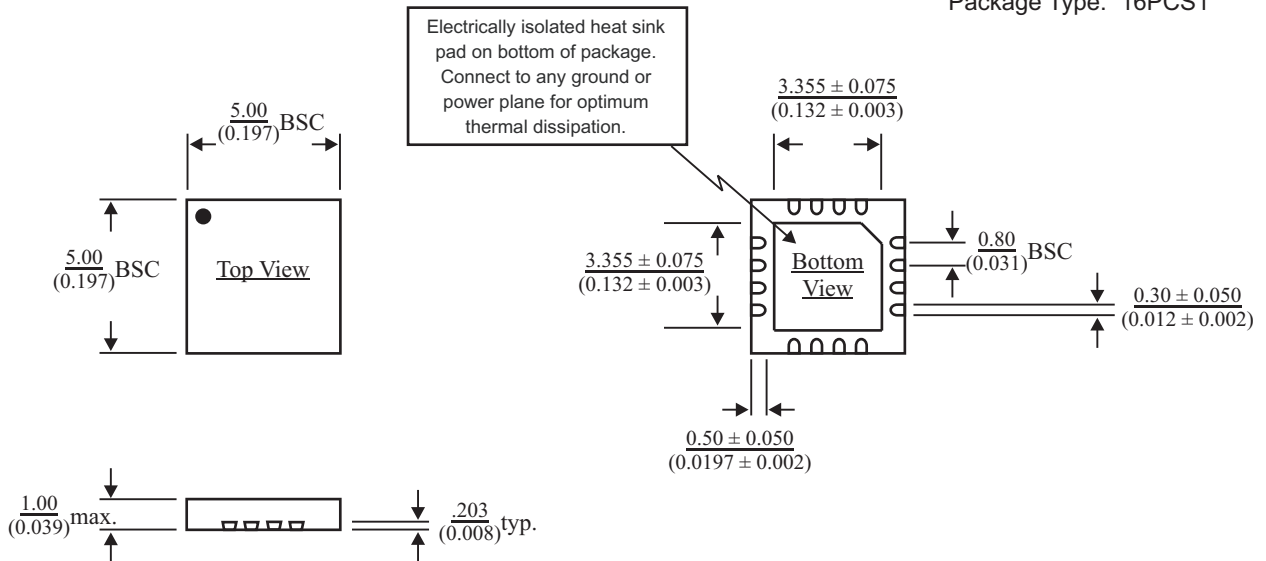 Package Type: 16PCS1
Electrically isolated heat sink
pad on bottom of package.
Connect to any ground or
power plane for optimum
thermal dissipation.
5.00
(0.197) BSC
3.355 ± 0.075
(0.132 ± 0.003)
5.00
(0.197) BSC
Top View
3.355 ± 0.075
(0.132 ± 0.003)
Bottom
View
0.80
(0.031) BSC
0.30 ± 0.050
(0.012 ± 0.002)
0.50 ± 0.050
(0.0197 ± 0.002)
1.00
(0.039) max.
.203
(0.008) typ.